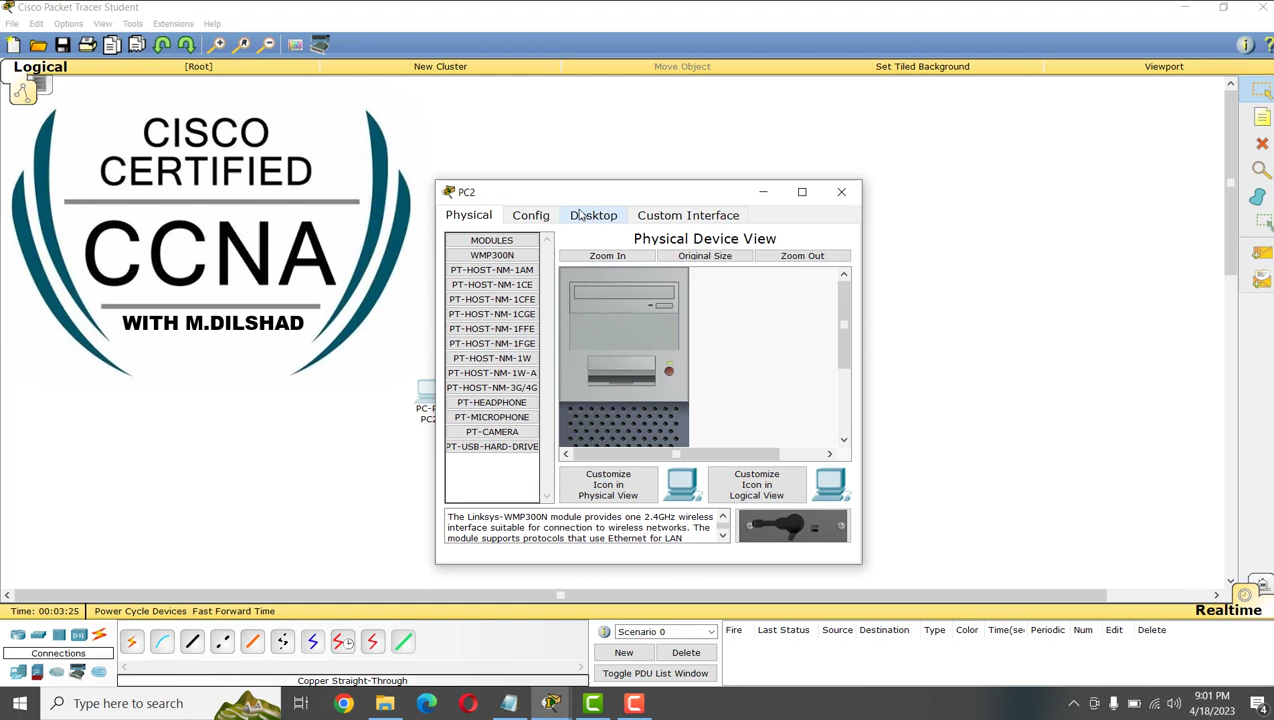 Cisco Packet Tracer Student
File Edit Options View Tools Extensions Help
Logical [Root] New Cluster Move Object Set Tiled Background Viewport
CISCO
CERTIFIED
CCNA
WITH M.DILSHAD
PC2
Physical Config Desktop Custom Interface
MODULES
WMP300N
PT-HOST-NM-1AM
PT-HOST-NM-1CE
PT-HOST-NM-1CFE
PT-HOST-NM-1CGE
PT-HOST-NM-1FFE
PT-HOST-NM-1FGE
PT-HOST-NM-1W
PT-HOST-NM-1W-A
PT-HOST-NM-3G/4G
PT-HEADPHONE
PT-MICROPHONE
PT-CAMERA
PT-USB-HARD-DRIVE
Physical Device View
Zoom In Original Size Zoom Out
Customize
Icon in
Physical View
Customize
Icon in
Logical View
The Linksys-WMP300N module provides one 2.4GHz wireless
interface suitable for connection to wireless networks. The
module supports protocols that use Ethernet for LAN
PC-P
PC2
Time: 00:03:25 Power Cycle Devices Fast Forward Time
Realtime
Connections
Copper Straight-Through
Scenario 0
New Delete
Toggle PDU List Window
Fire Last Status Source Destination Type Color Time(sec Periodic Num Edit Delete
Type here to search
9:01 PM
4/18/2023
4